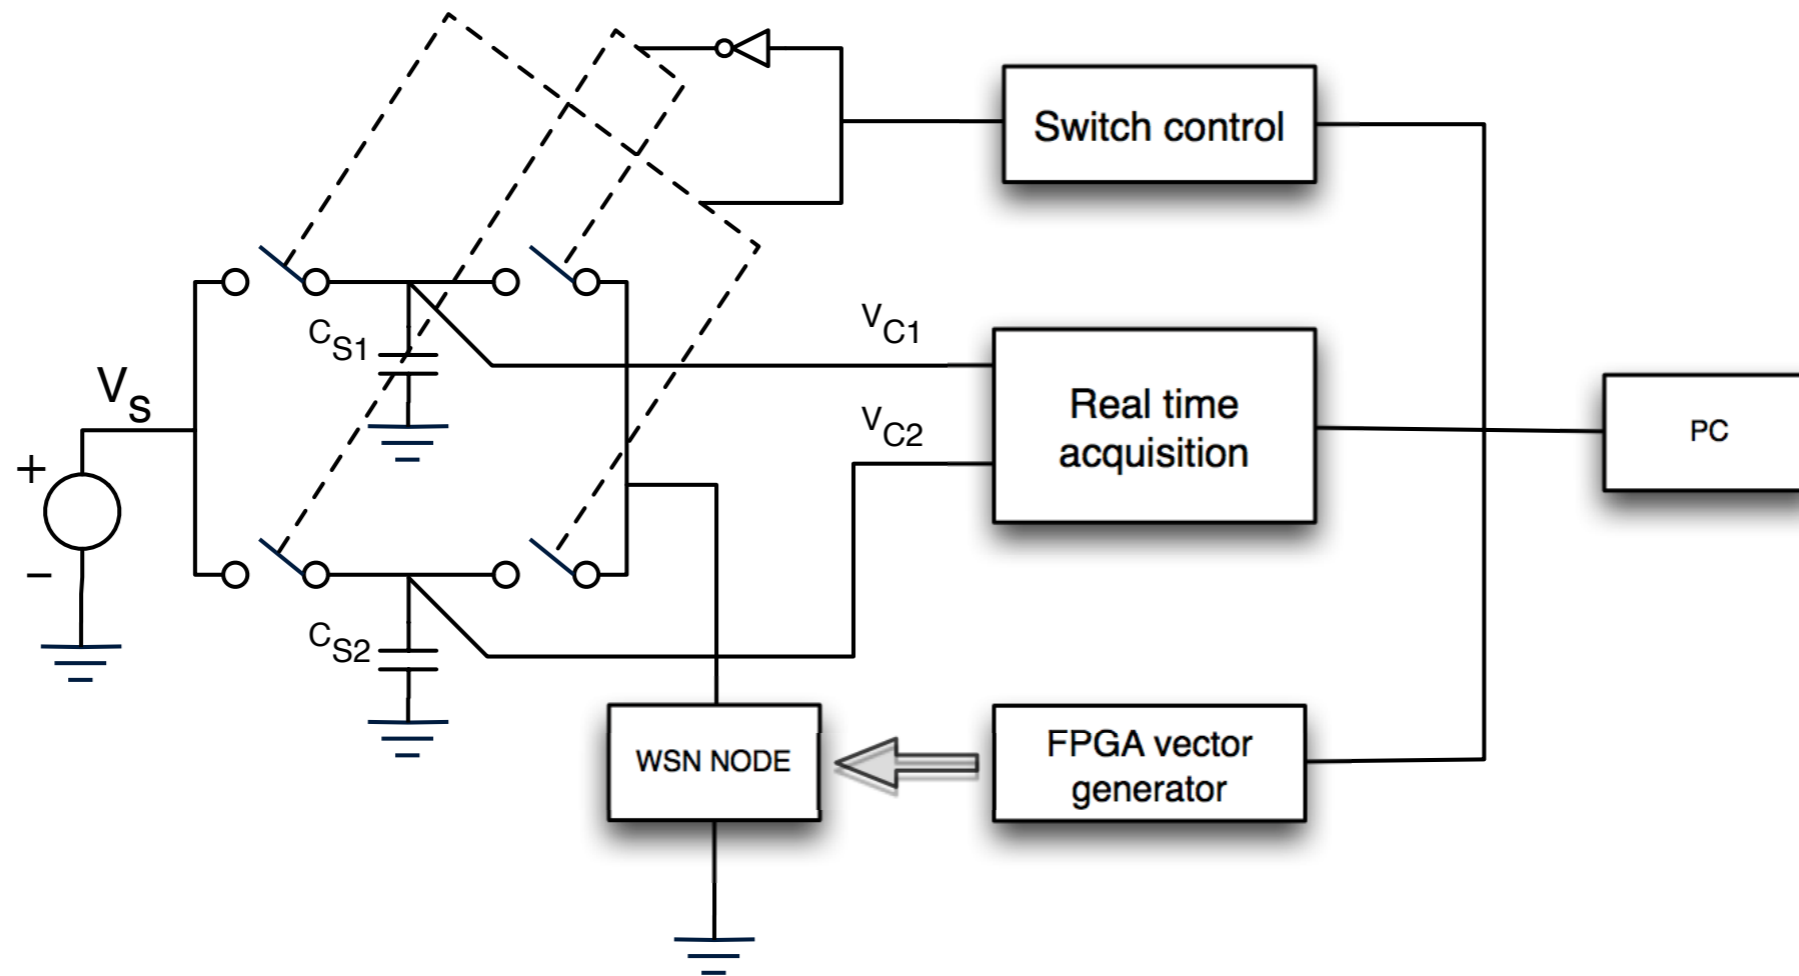 Switch control
V_C1
C_S1
V_S
Real time
acquisition
V_C2
PC
+
−
C_S2
WSN NODE
FPGA vector
generator